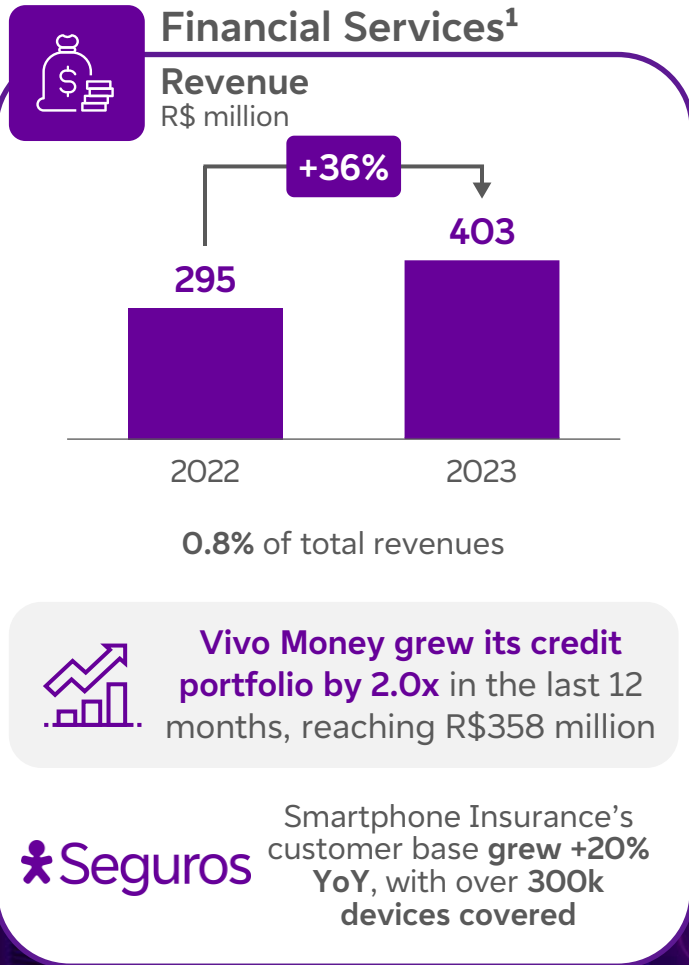 Financial Services¹
Revenue
R$ million
+36%
295
403
2022
2023
0.8% of total revenues
Vivo Money grew its credit
portfolio by 2.0x in the last 12
months, reaching R$358 million
Seguros
Smartphone Insurance’s
customer base grew +20%
YoY, with over 300k
devices covered